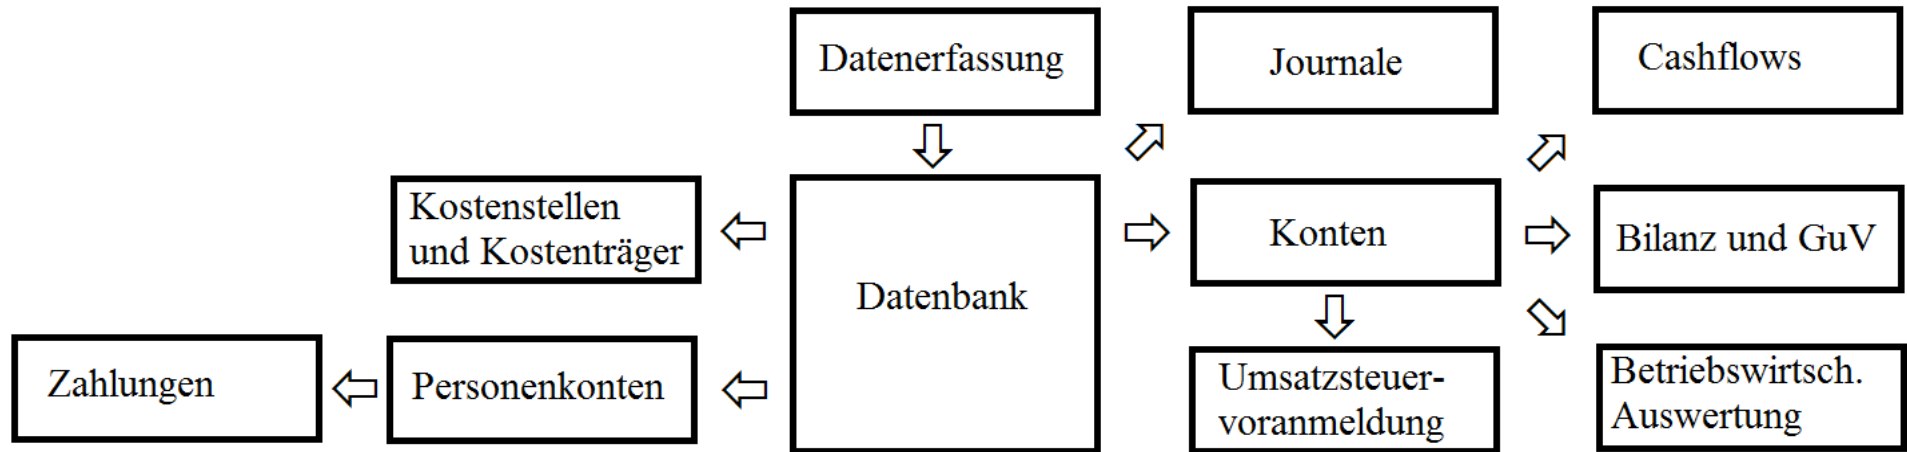 Datenerfassung
Journale
Cashflows
Kostenstellen
und Kostenträger
Datenbank
Konten
Bilanz und GuV
Zahlungen
Personenkonten
Umsatzsteuer-
voranmeldung
Betriebswirtsch.
Auswertung